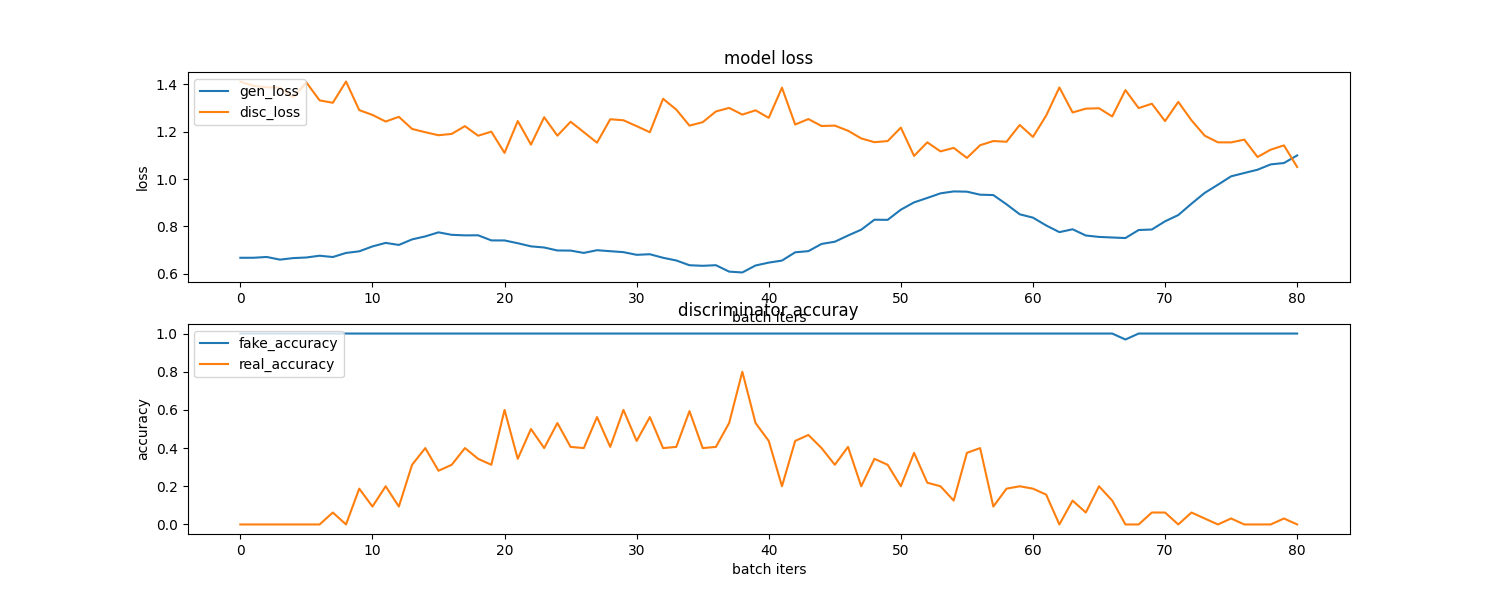 model loss
gen_loss
disc_loss
loss
1.4
1.2
1.0
0.8
0.6
0 10 20 30 40 50 60 70 80
batch iters
discriminator accuray
fake_accuracy
real_accuracy
accuracy
1.0
0.8
0.6
0.4
0.2
0.0
0 10 20 30 40 50 60 70 80
batch iters